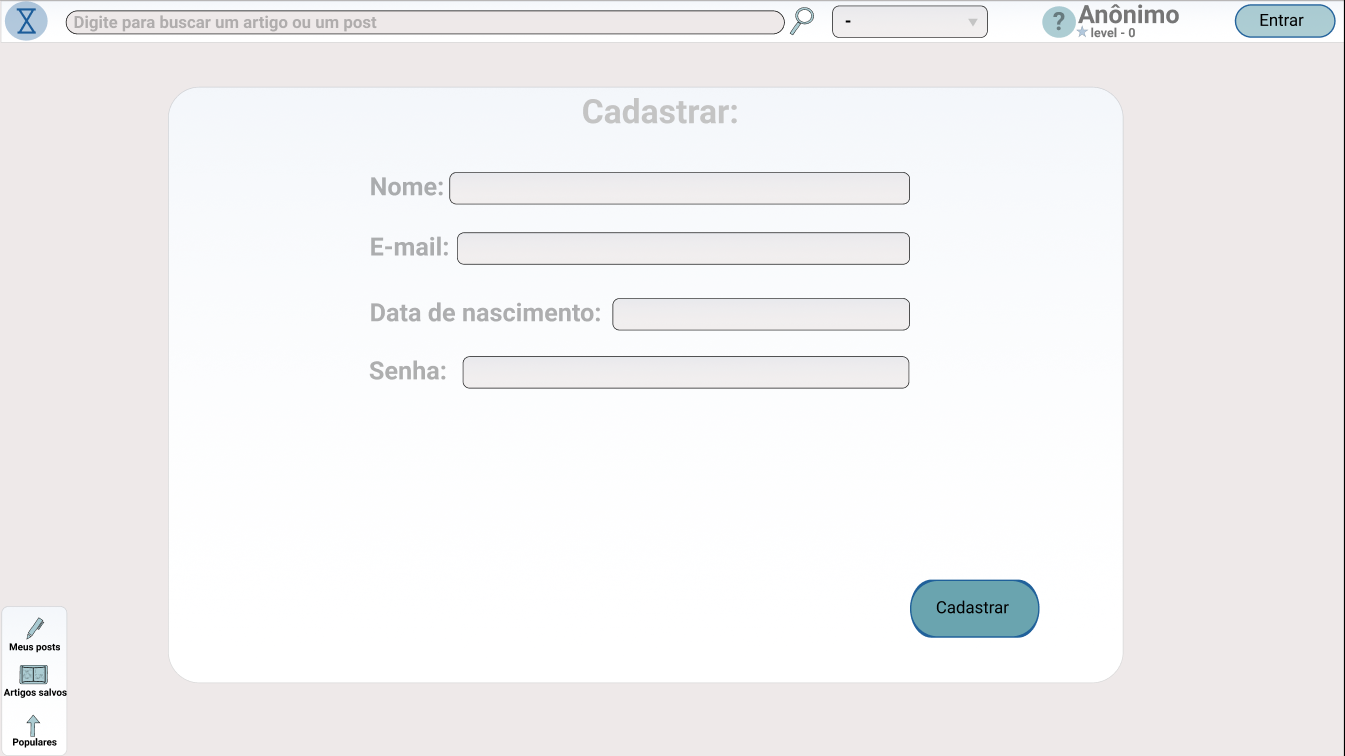 Digite para buscar um artigo ou um post
-
?
Anônimo
level - 0
Entrar
Cadastrar:
Nome:
E-mail:
Data de nascimento:
Senha:
Cadastrar
Meus posts
Artigos salvos
Populares